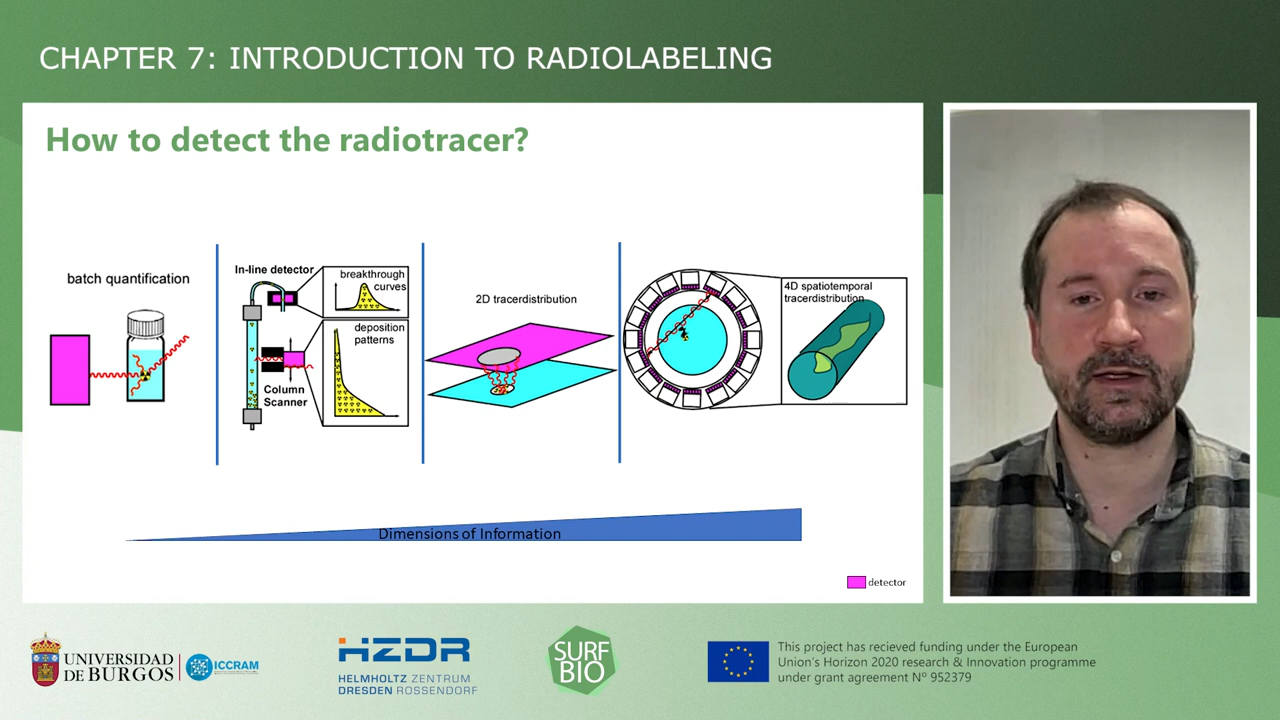 CHAPTER 7: INTRODUCTION TO RADIOLABELING
How to detect the radiotracer?
batch quantification
In-line detector
breakthrough
curves
deposition
patterns
Column
Scanner
2D tracerdistribution
4D spatiotemporal
tracerdistribution
Dimensions of Information
detector
UNIVERSIDAD
DE BURGOS
ICCRAM
HZDR
HELMHOLTZ ZENTRUM
DRESDEN ROSSENDORF
SURF
BIO
This project has recieved funding under the European
Union's Horizon 2020 research & Innovation programme
under grant agreement Nº 952379